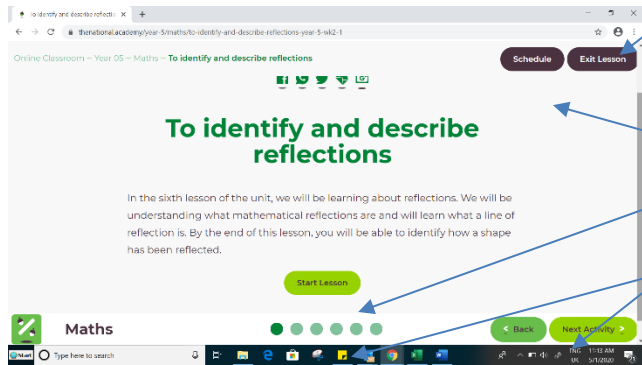 To identify and describe reflectio
thenational.academy/year-5/maths/to-identify-and-describe-reflections-year-5-wk2-1
Online Classroom – Year 05 – Maths – To identify and describe reflections
Schedule
Exit Lesson
To identify and describe
reflections
In the sixth lesson of the unit, we will be learning about reflections. We will be
understanding what mathematical reflections are and will learn what a line of
reflection is. By the end of this lesson, you will be able to identify how a shape
has been reflected.
Start Lesson
Maths
< Back
Next Activity >
Start
Type here to search
ENG
UK
11:13 AM
5/1/2020